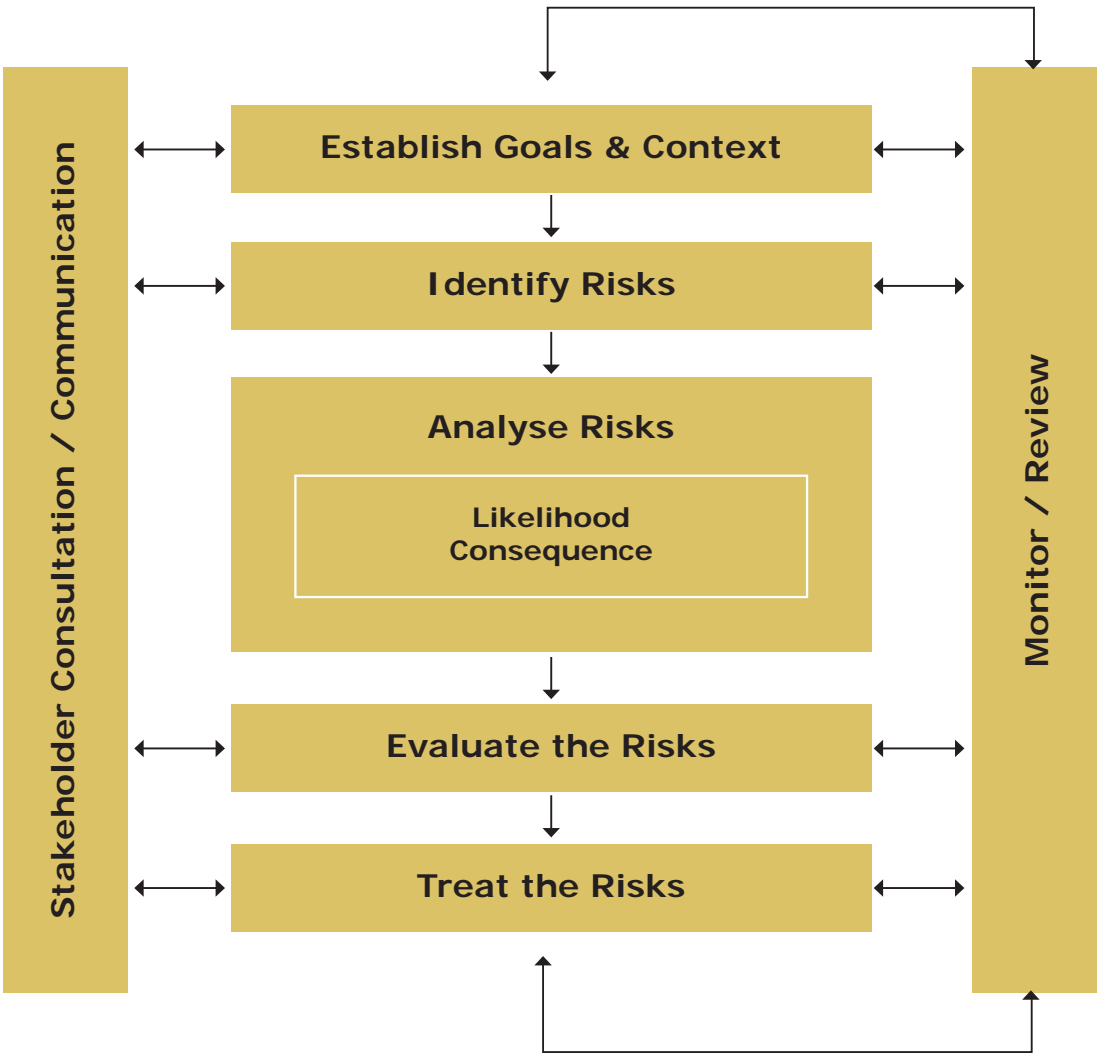 Stakeholder Consultation / Communication
Establish Goals & Context
Identify Risks
Analyse Risks
Likelihood
Consequence
Evaluate the Risks
Treat the Risks
Monitor / Review